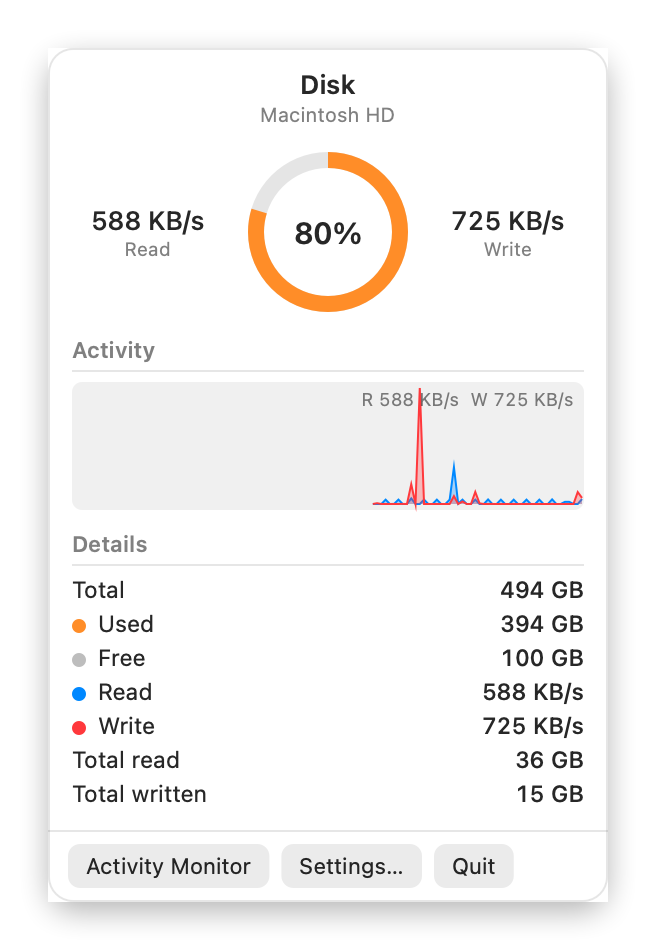 Disk
Macintosh HD
588 KB/s
Read
80%
725 KB/s
Write
Activity
R 588 KB/s W 725 KB/s
Details
Total 494 GB
Used 394 GB
Free 100 GB
Read 588 KB/s
Write 725 KB/s
Total read 36 GB
Total written 15 GB
Activity Monitor Settings... Quit